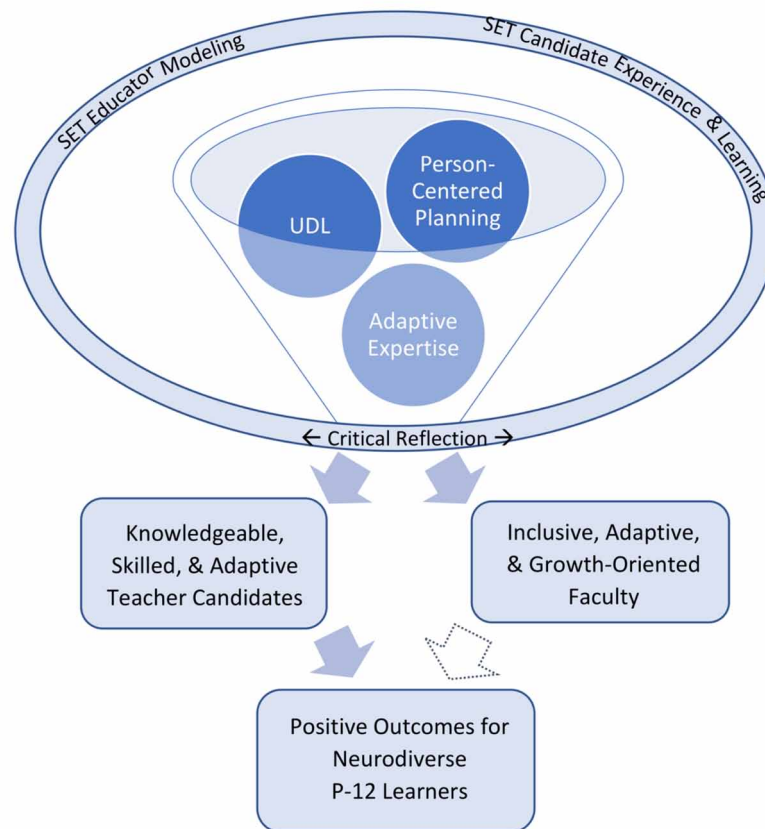 SET Educator Modeling
SET Candidate Experience & Learning
Person-
Centered
Planning
UDL
Adaptive
Expertise
← Critical Reflection →
Knowledgeable,
Skilled, & Adaptive
Teacher Candidates
Inclusive, Adaptive,
& Growth-Oriented
Faculty
Positive Outcomes for
Neurodiverse
P-12 Learners